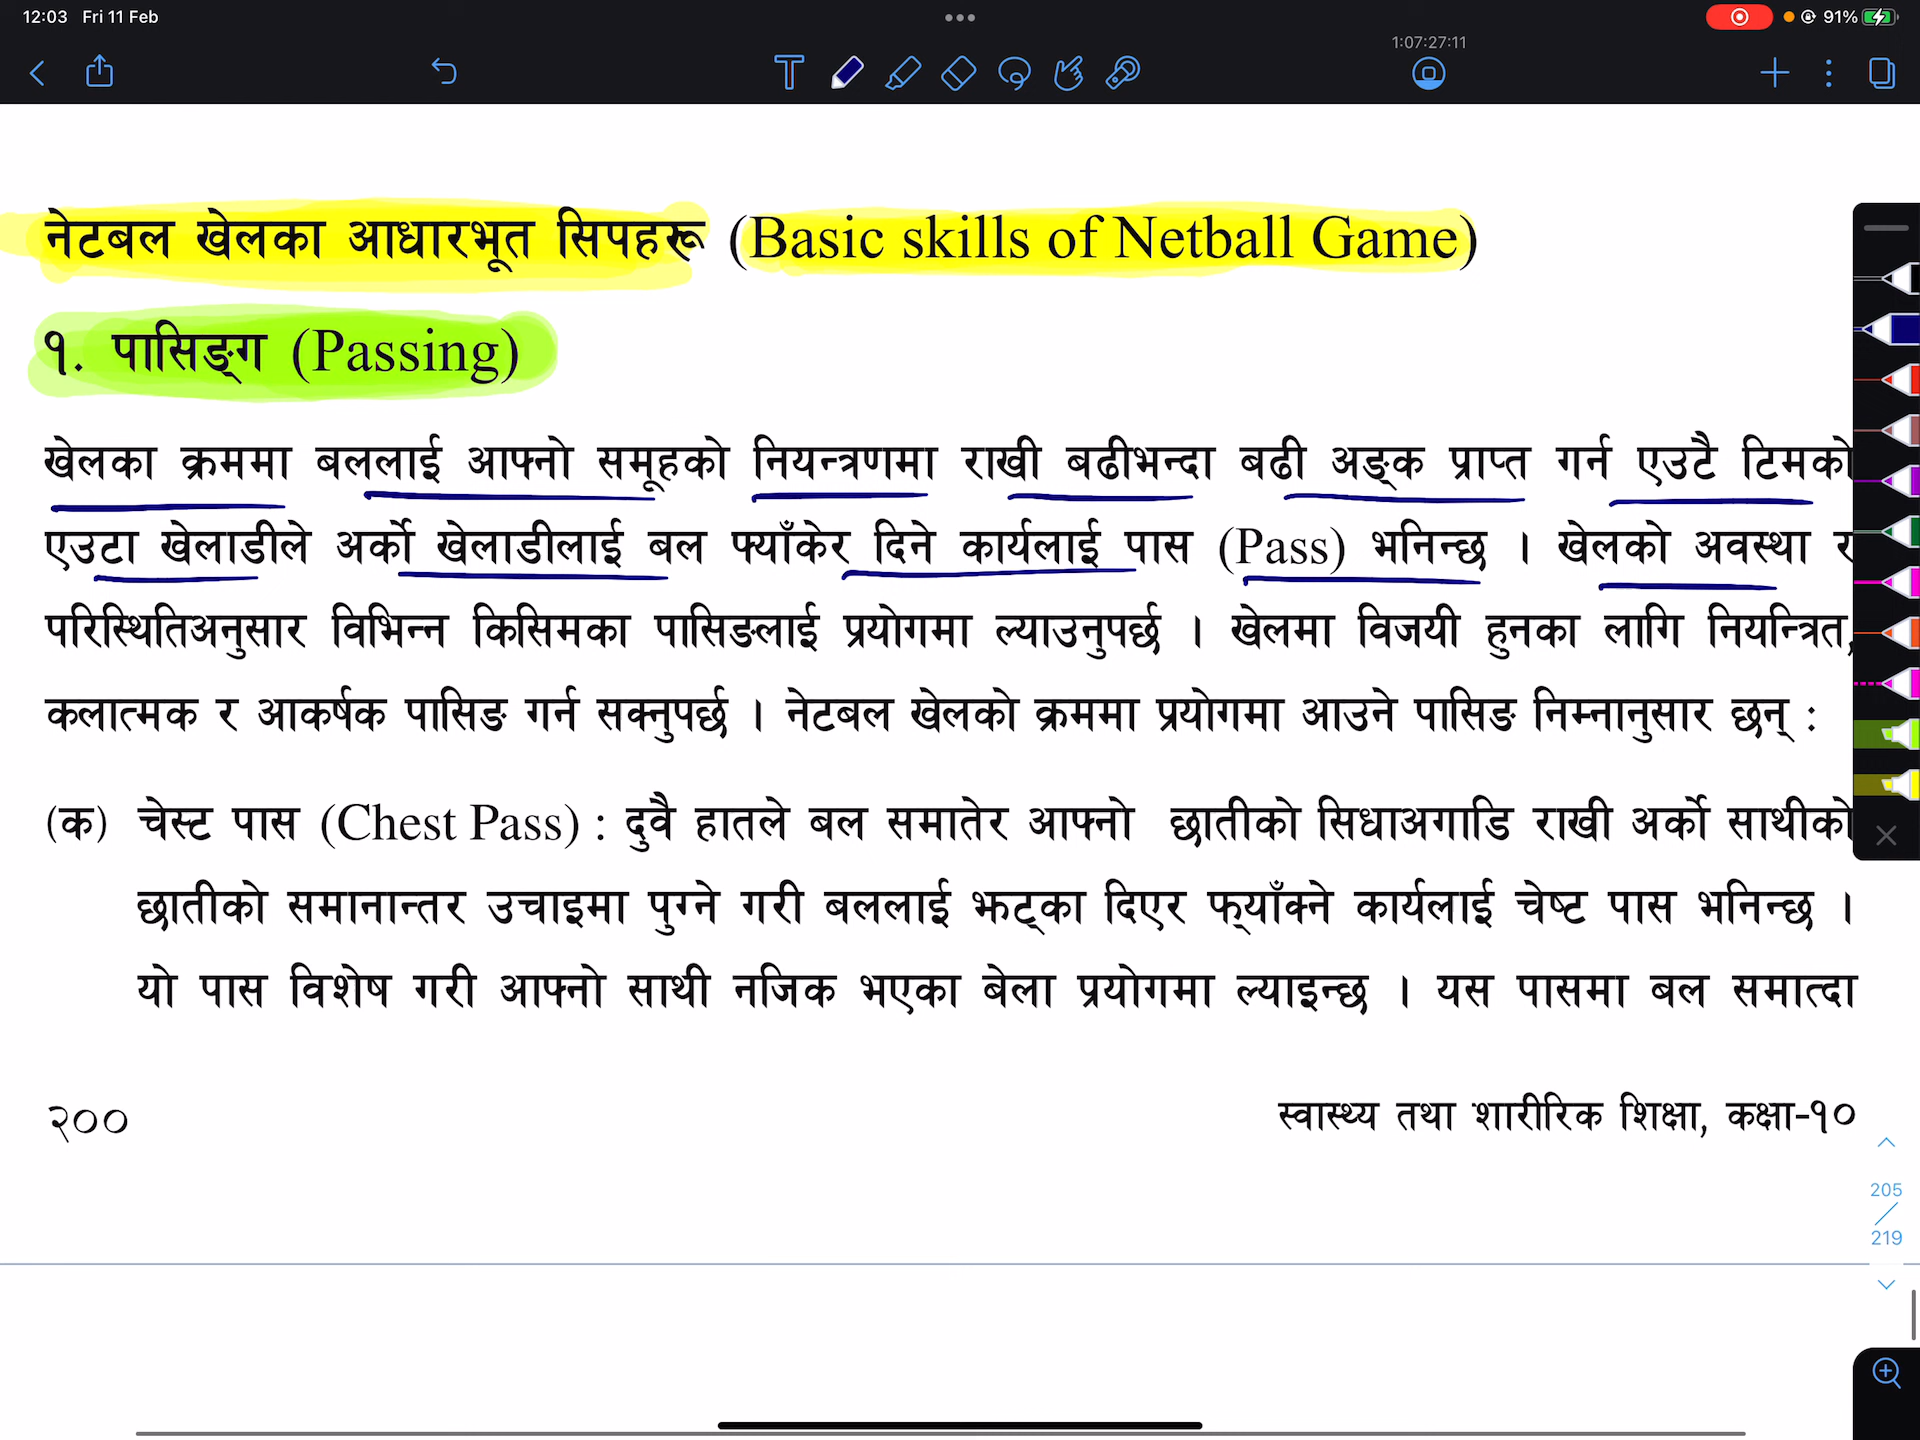 12:03 Fri 11 Feb
91%
1:07:27:11
नेटबल खेलका आधारभूत सिपहरू (Basic skills of Netball Game)
१. पासिङ्ग (Passing)
खेलका क्रममा बललाई आफ्नो समूहको नियन्त्रणमा राखी बढीभन्दा बढी अङ्क प्राप्त गर्न एउटै टिमको
एउटा खेलाडीले अर्को खेलाडीलाई बल फ्याँकेर दिने कार्यलाई पास (Pass) भनिन्छ । खेलको अवस्था र
परिस्थितिअनुसार विभिन्न किसिमका पासिङलाई प्रयोगमा ल्याउनुपर्छ । खेलमा विजयी हुनका लागि नियन्त्रित,
कलात्मक र आकर्षक पासिङ गर्न सक्नुपर्छ । नेटबल खेलको क्रममा प्रयोगमा आउने पासिङ निम्नानुसार छन् :
(क) चेस्ट पास (Chest Pass) : दुवै हातले बल समातेर आफ्नो छातीको सिधाअगाडि राखी अर्को साथीको
छातीको समानान्तर उचाइमा पुग्ने गरी बललाई झट्का दिएर फ्याँक्ने कार्यलाई चेष्ट पास भनिन्छ ।
यो पास विशेष गरी आफ्नो साथी नजिक भएका बेला प्रयोगमा ल्याइन्छ । यस पासमा बल समात्दा
२००
स्वास्थ्य तथा शारीरिक शिक्षा, कक्षा-१०
205
219